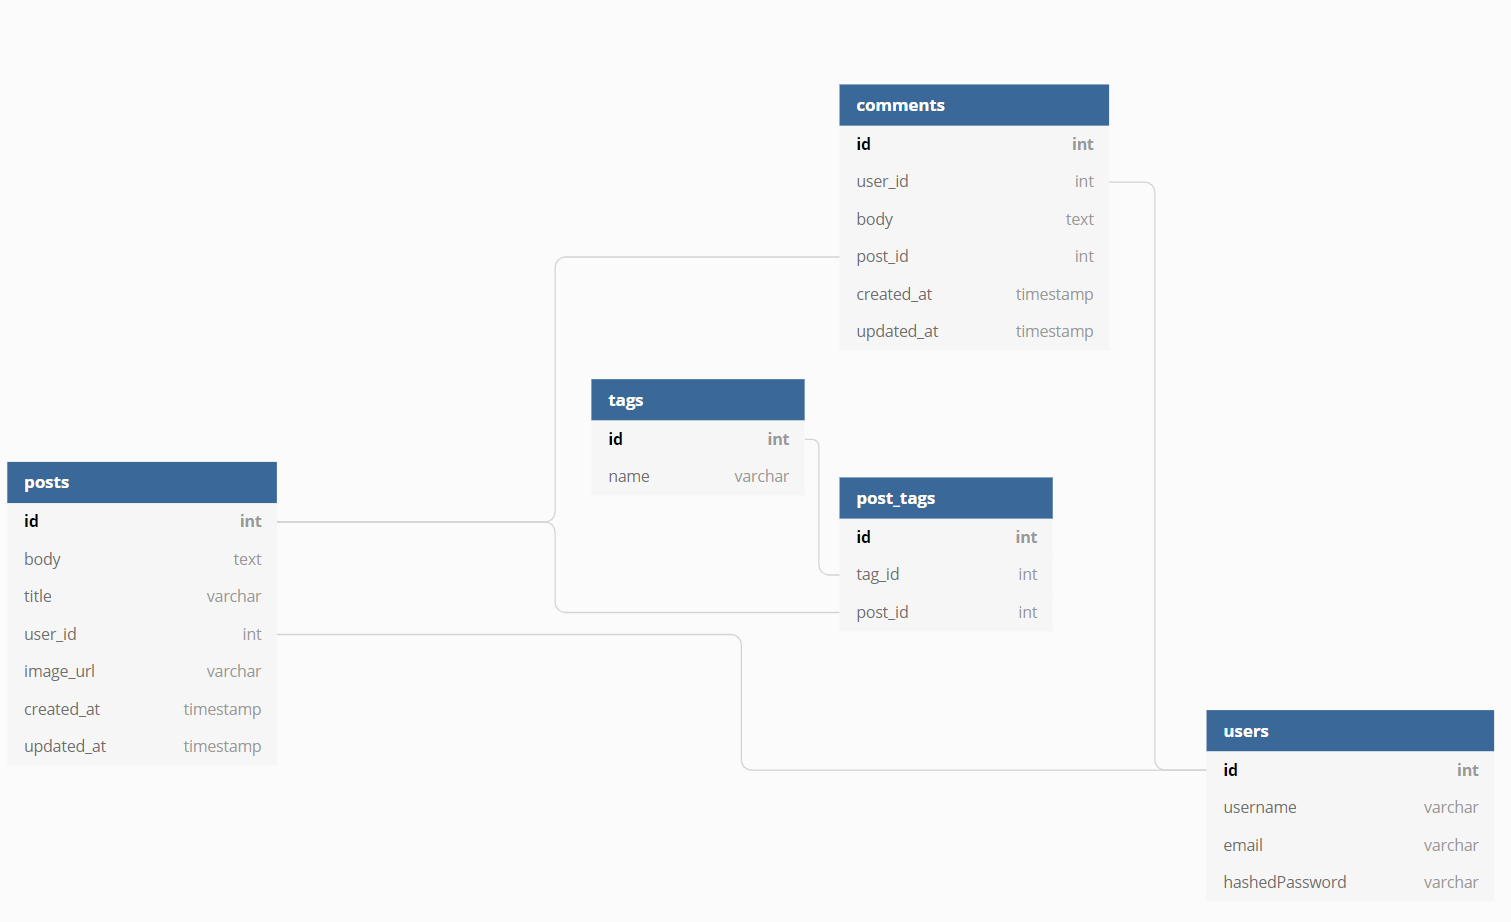 comments
id int
user_id int
body text
post_id int
created_at timestamp
updated_at timestamp
tags
id int
name varchar
posts
id int
body text
title varchar
user_id int
image_url varchar
created_at timestamp
updated_at timestamp
post_tags
id int
tag_id int
post_id int
users
id int
username varchar
email varchar
hashedPassword varchar